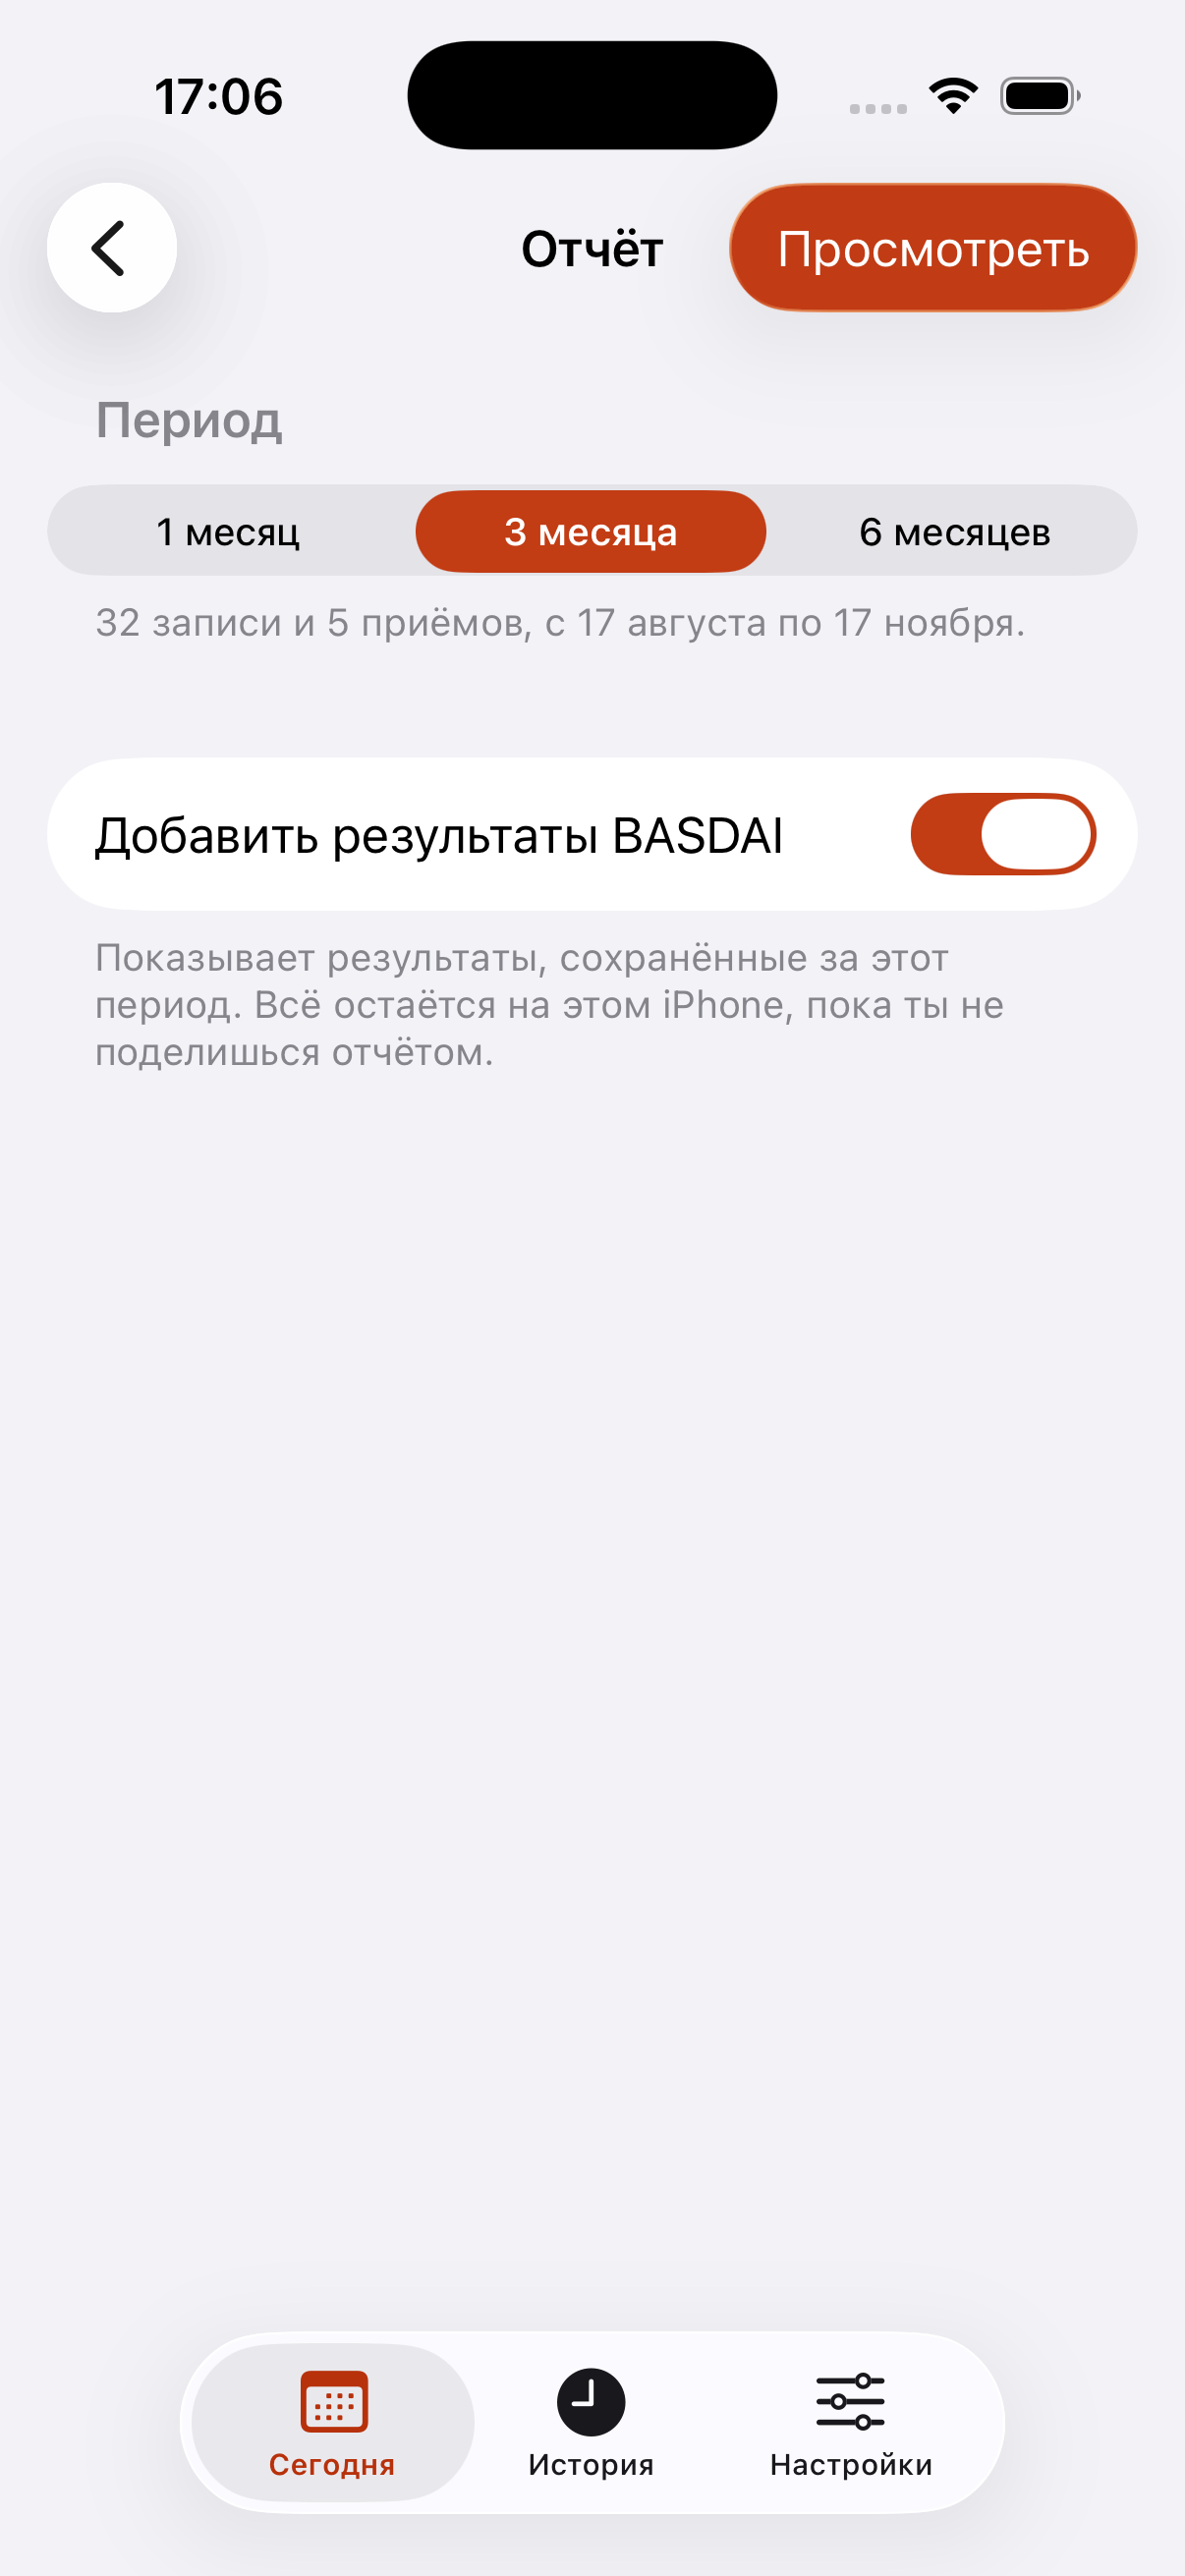 17:06
Отчёт
Просмотреть
Период
1 месяц
3 месяца
6 месяцев
32 записи и 5 приёмов, с 17 августа по 17 ноября.
Добавить результаты BASDAI
Показывает результаты, сохранённые за этот
период. Всё остаётся на этом iPhone, пока ты не
поделишься отчётом.
Сегодня
История
Настройки